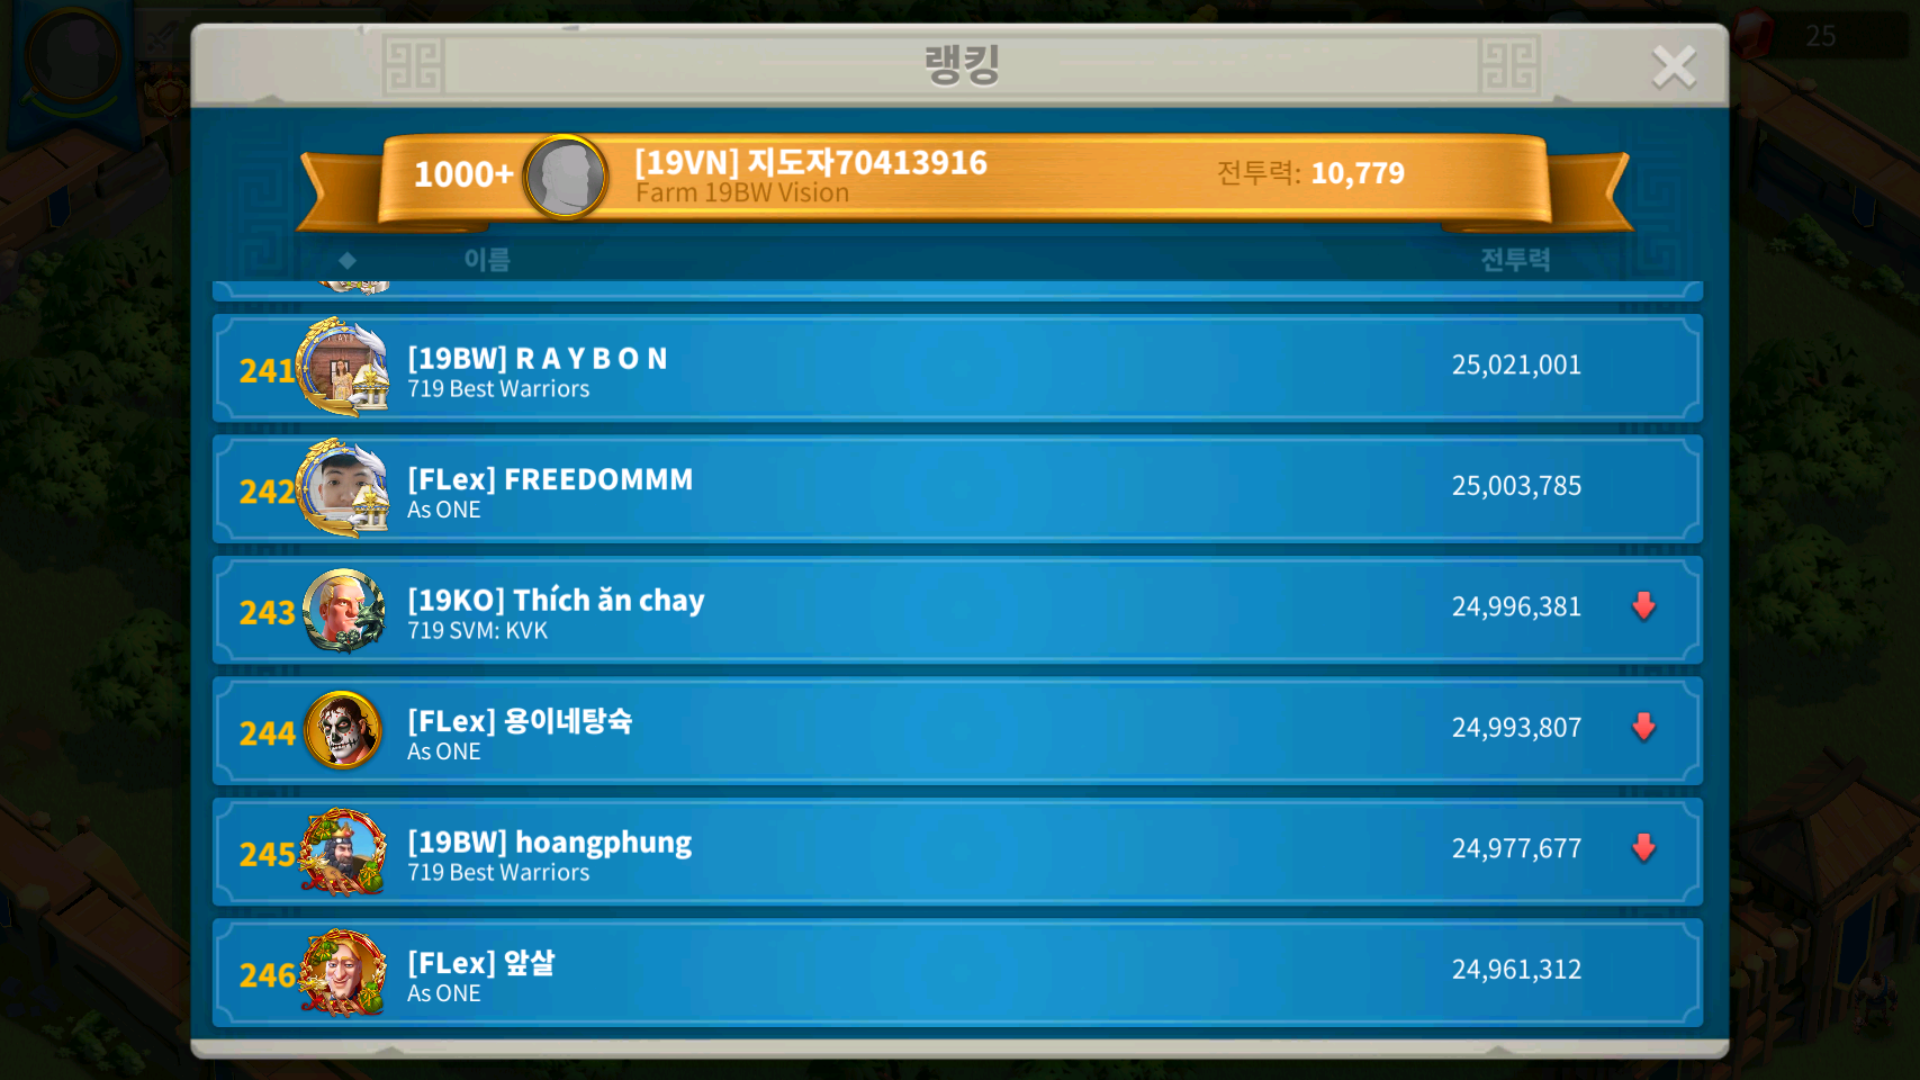 25
랭킹
1000+
[19VN] 지도자70413916
Farm 19BW Vision
전투력: 10,779
이름
전투력
241
[19BW] R A Y B O N
719 Best Warriors
25,021,001
242
[FLex] FREEDOMMM
As ONE
25,003,785
243
[19KO] Thích ăn chay
719 SVM: KVK
24,996,381
244
[FLex] 용이네탕슉
As ONE
24,993,807
245
[19BW] hoangphung
719 Best Warriors
24,977,677
246
[FLex] 앞살
As ONE
24,961,312